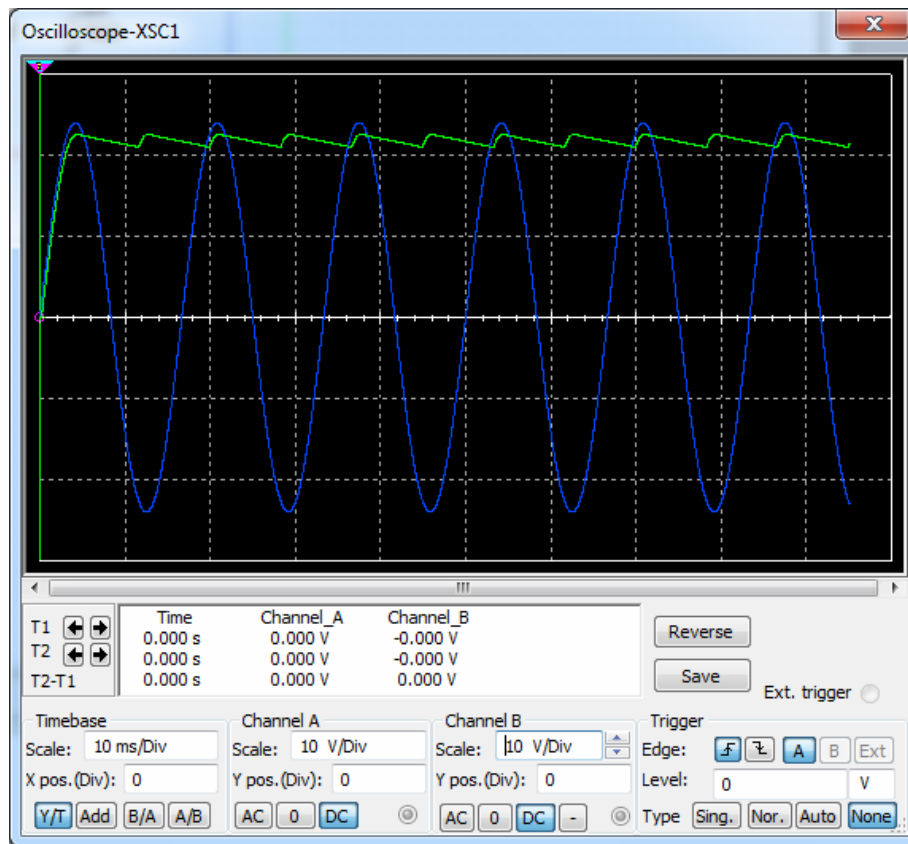 Oscilloscope-XSC1
T1
T2
T2-T1
Time Channel_A Channel_B
0.000 s 0.000 V -0.000 V
0.000 s 0.000 V -0.000 V
0.000 s 0.000 V 0.000 V
Reverse
Save
Ext. trigger
Timebase
Scale: 10 ms/Div
X pos.(Div): 0
Y/T Add B/A A/B
Channel A
Scale: 10 V/Div
Y pos.(Div): 0
AC 0 DC
Channel B
Scale: 10 V/Div
Y pos.(Div): 0
AC 0 DC -
Trigger
Edge: A B Ext
Level: 0 V
Type Sing. Nor. Auto None